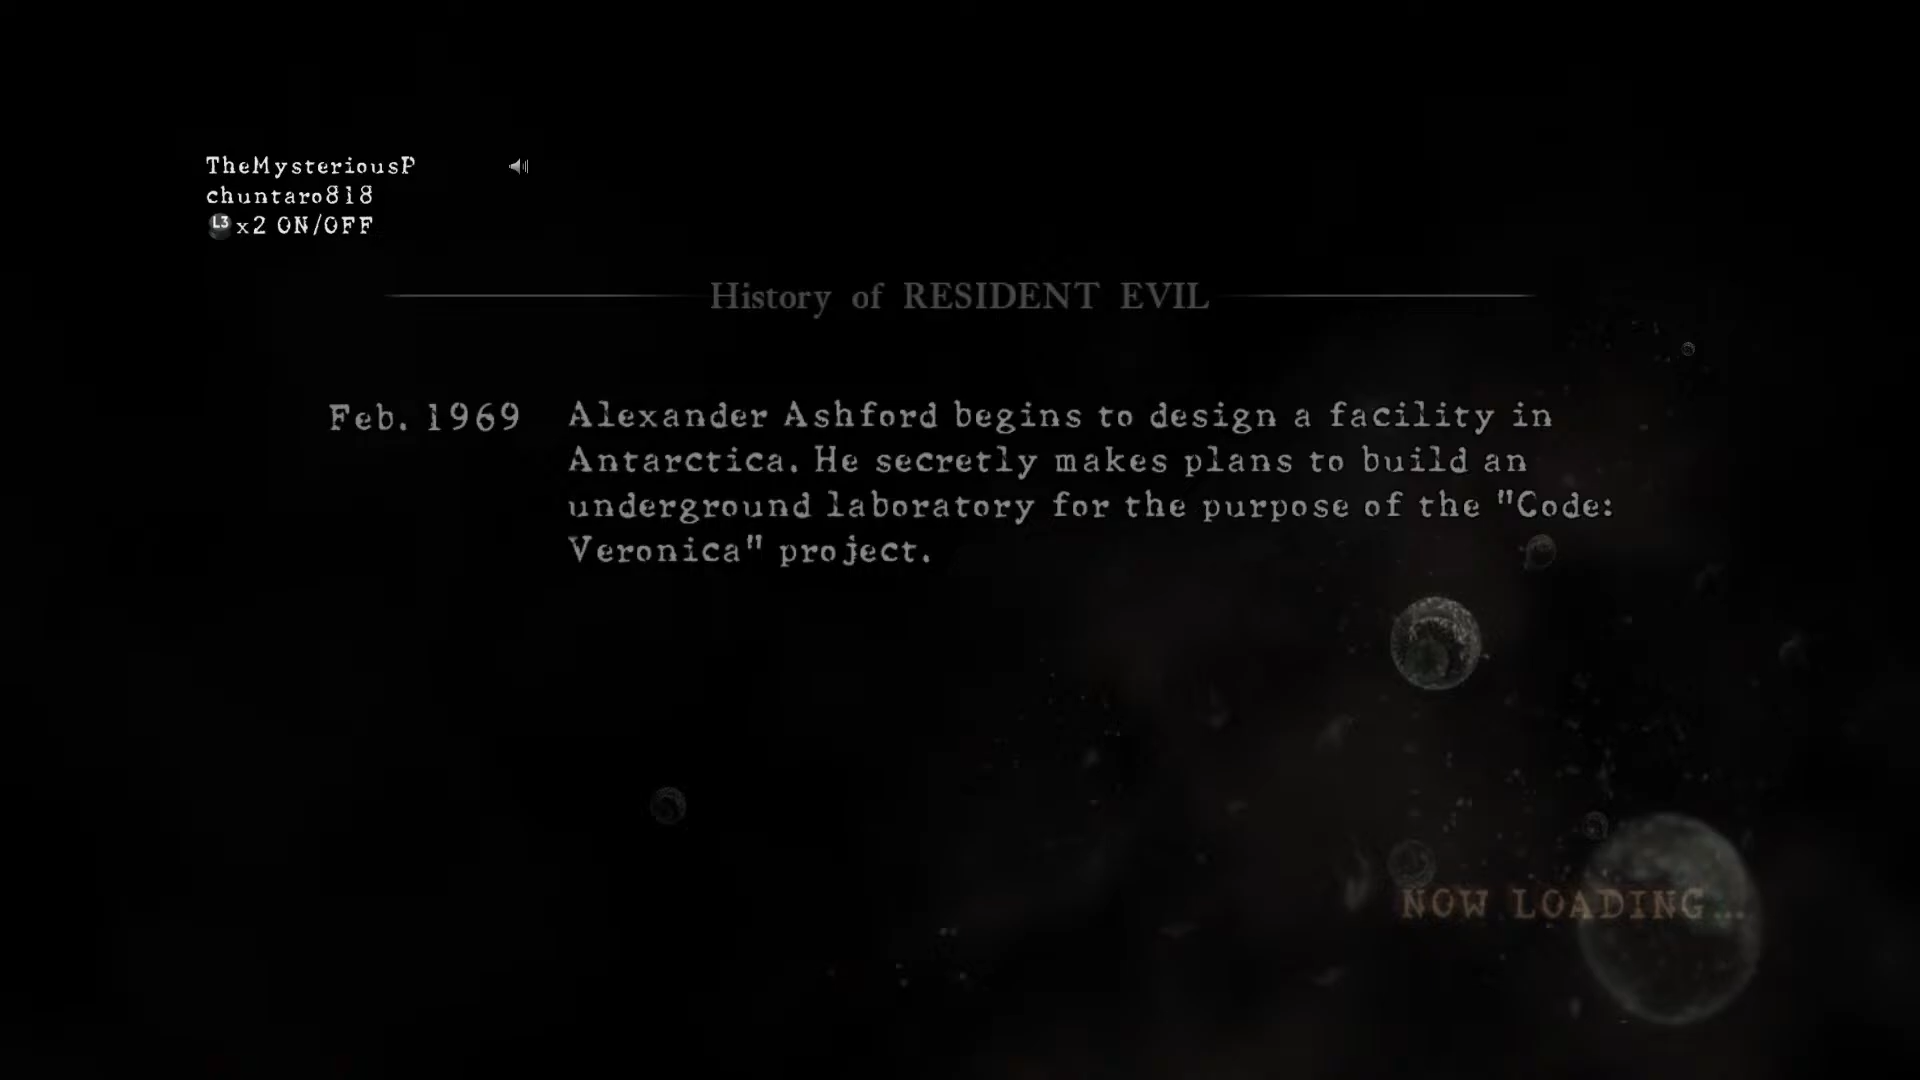 TheMysteriousP
chuntaro818
L3 x2 ON/OFF
History of RESIDENT EVIL
Feb. 1969 Alexander Ashford begins to design a facility in
Antarctica. He secretly makes plans to build an
underground laboratory for the purpose of the "Code:
Veronica" project.
NOW LOADING...